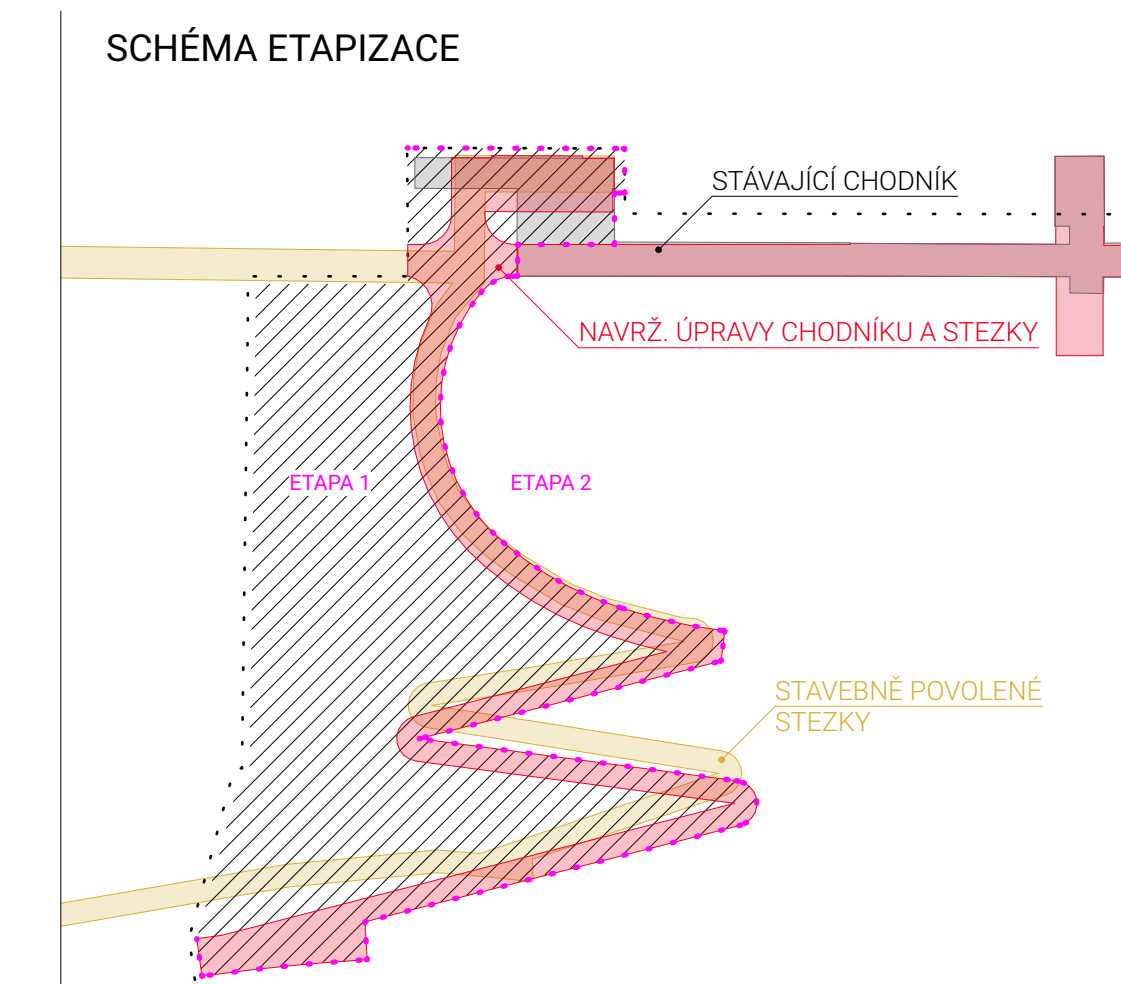 SCHÉMA ETAPIZACE
STÁVAJÍCÍ CHODNÍK
NAVRŽ. ÚPRAVY CHODNÍKU A STEZKY
ETAPA 1
ETAPA 2
STAVEBNĚ POVOLENÉ
STEZKY